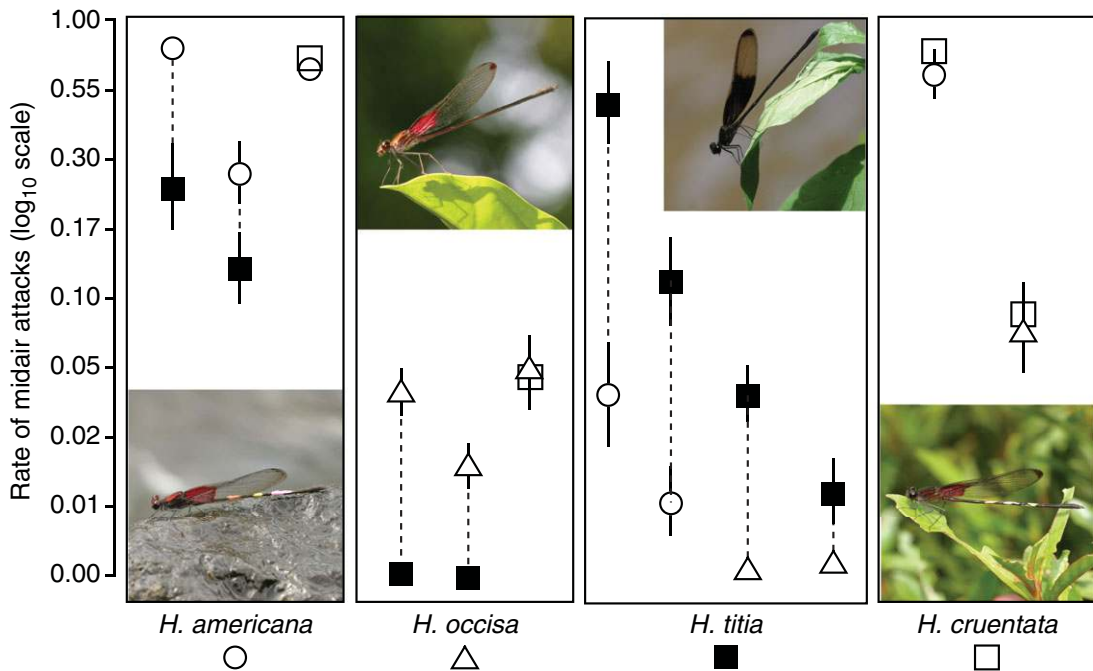 Rate of midair attacks (log10 scale)
1.00
0.55
0.30
0.17
0.10
0.05
0.02
0.01
0.00
H. americana
H. occisa
H. titia
H. cruentata